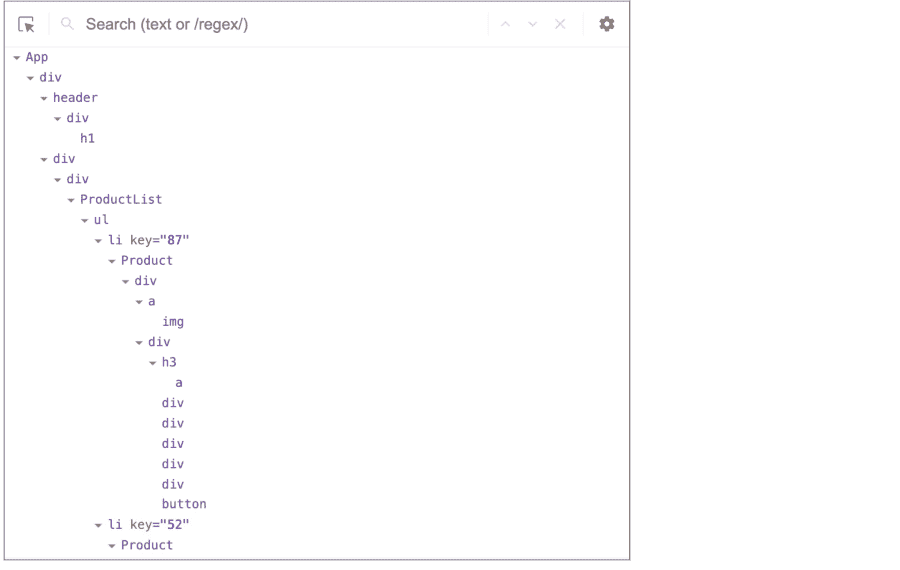 Search (text or /regex/)
App
div
header
div
h1
div
div
ProductList
ul
li key="87"
Product
div
a
img
div
h3
a
div
div
div
div
div
button
li key="52"
Product